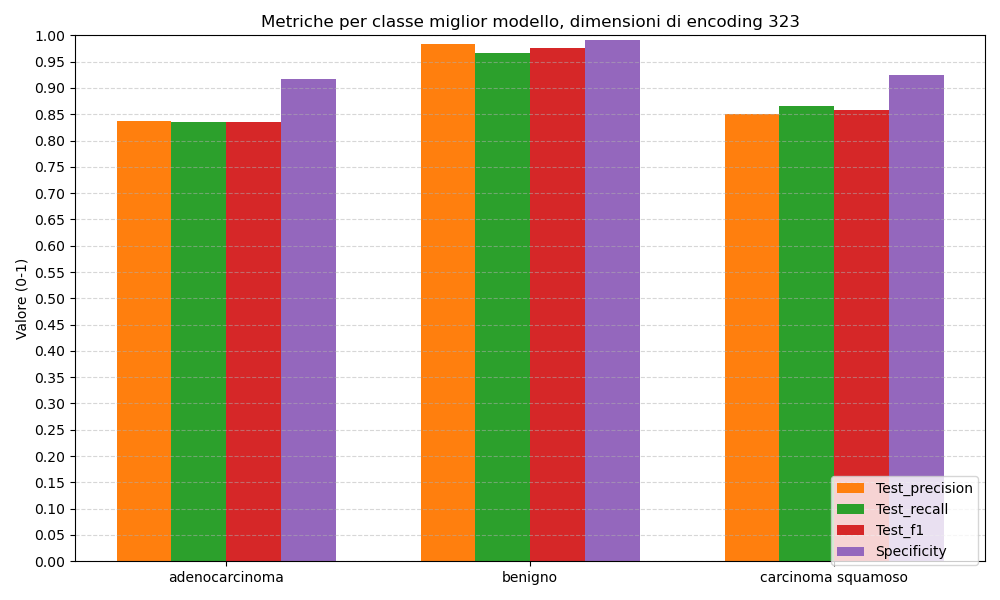 Metriche per classe miglior modello, dimensioni di encoding 323
Valore (0-1)
1.00
0.95
0.90
0.85
0.80
0.75
0.70
0.65
0.60
0.55
0.50
0.45
0.40
0.35
0.30
0.25
0.20
0.15
0.10
0.05
0.00
adenocarcinoma
benigno
carcinoma squamoso
Test_precision
Test_recall
Test_f1
Specificity